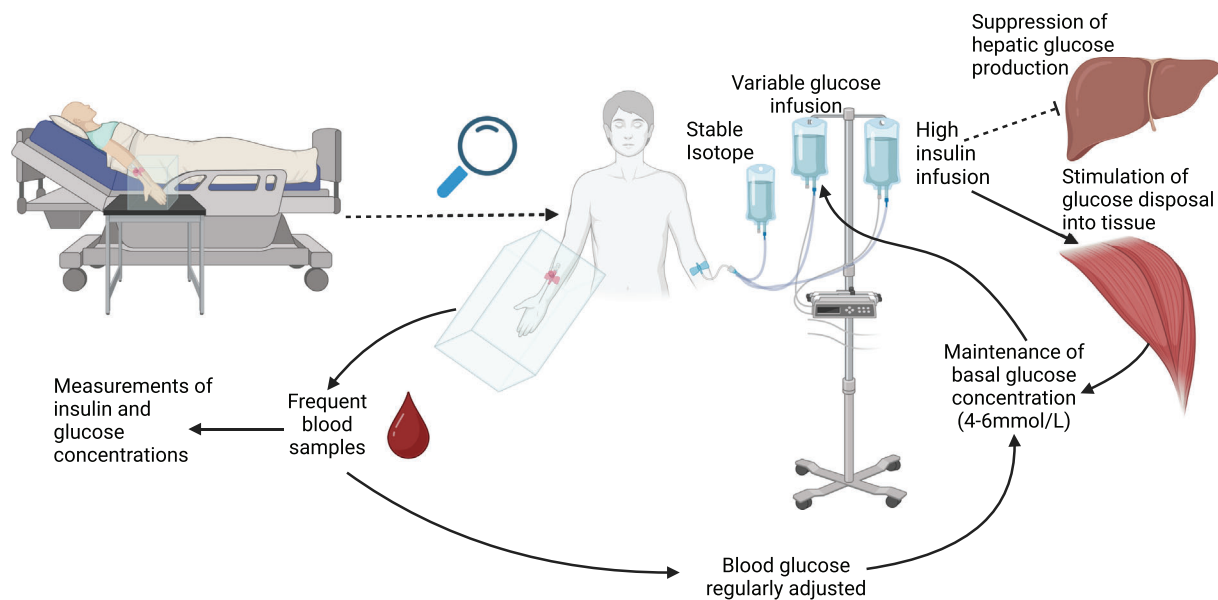 Suppression of
hepatic glucose
production
Variable glucose
infusion
Stable
Isotope
High
insulin
infusion
Stimulation of
glucose disposal
into tissue
Maintenance of
basal glucose
concentration
(4-6mmol/L)
Measurements of
insulin and
glucose
concentrations
Frequent
blood
samples
Blood glucose
regularly adjusted